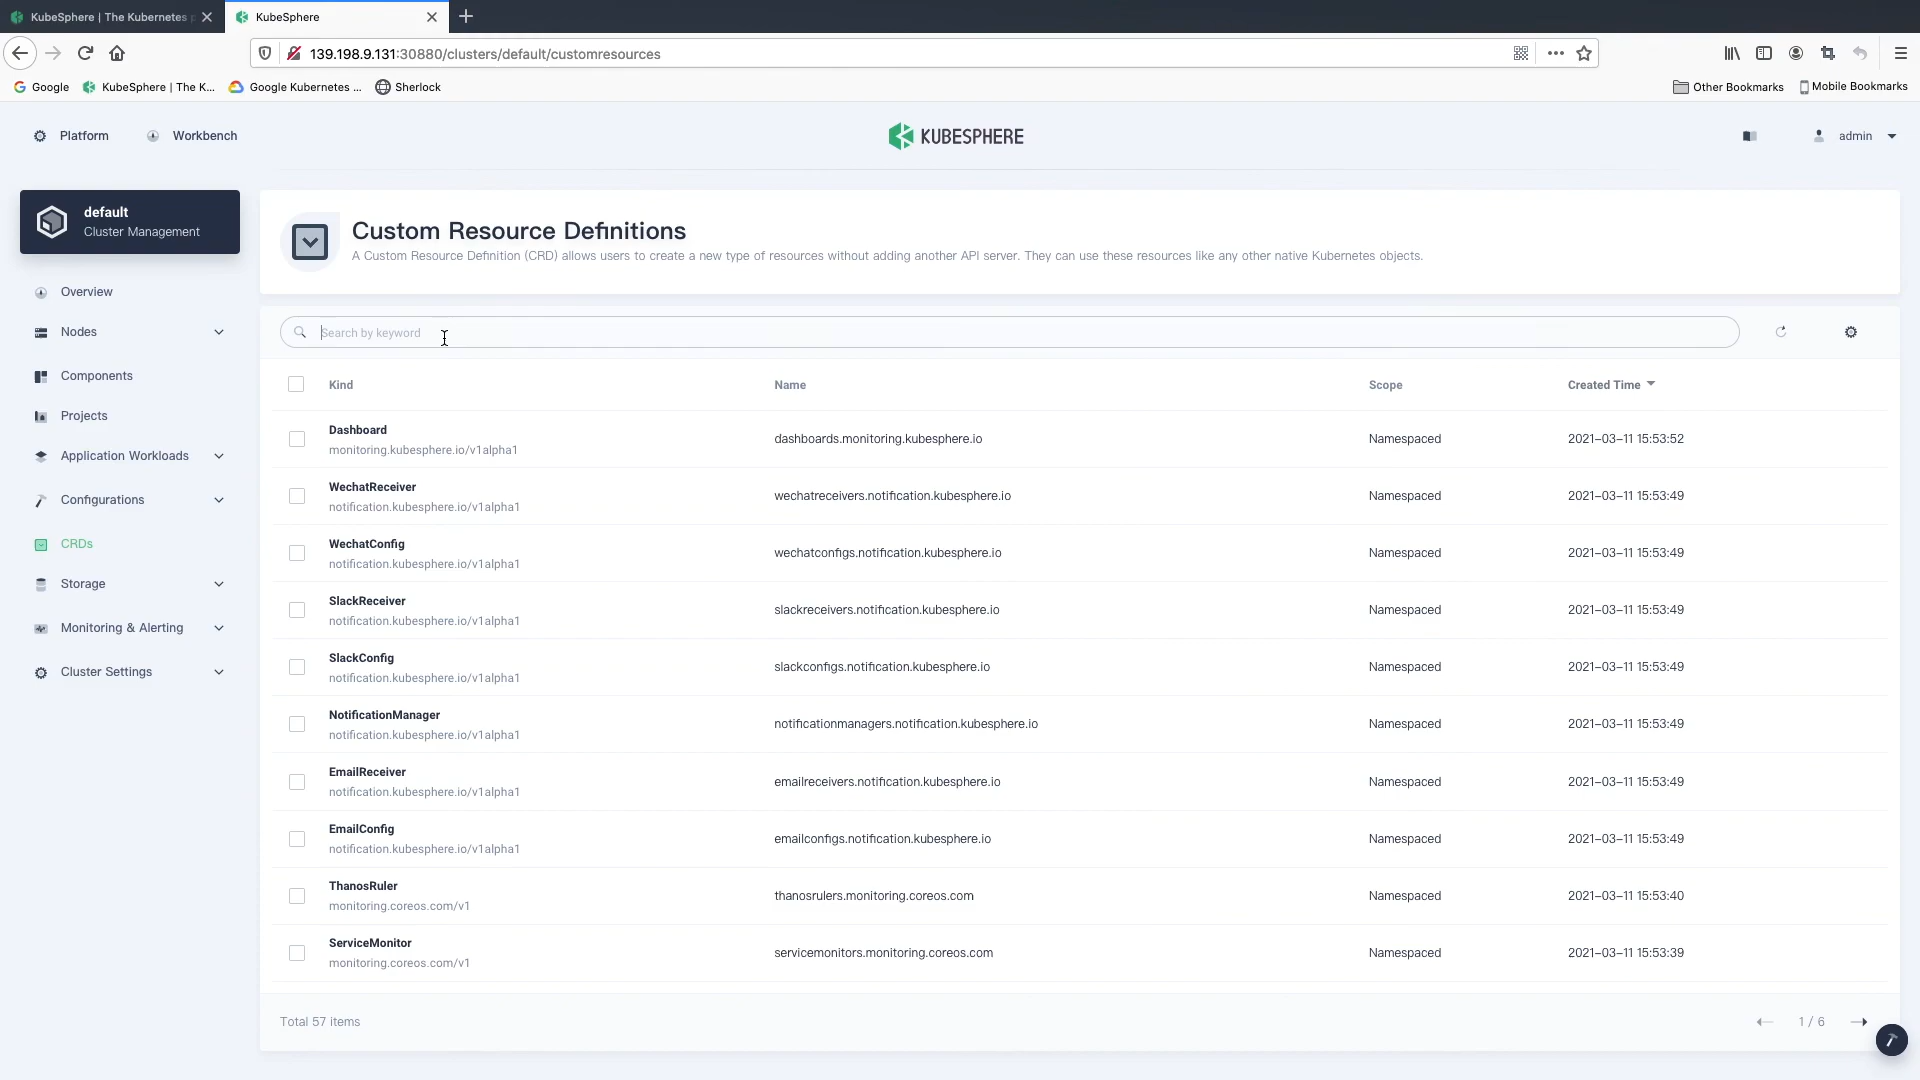 KubeSphere | The Kubernetes p
KubeSphere
139.198.9.131:30880/clusters/default/customresources
Google
KubeSphere | The K...
Google Kubernetes ...
Sherlock
Other Bookmarks
Mobile Bookmarks
Platform
Workbench
KUBESPHERE
admin
default
Cluster Management
Overview
Nodes
Components
Projects
Application Workloads
Configurations
CRDs
Storage
Monitoring & Alerting
Cluster Settings
Custom Resource Definitions
A Custom Resource Definition (CRD) allows users to create a new type of resources without adding another API server. They can use these resources like any other native Kubernetes objects.
Search by keyword
Kind Name Scope Created Time
Dashboard
monitoring.kubesphere.io/v1alpha1
dashboards.monitoring.kubesphere.io Namespaced 2021-03-11 15:53:52
WechatReceiver
notification.kubesphere.io/v1alpha1
wechatreceivers.notification.kubesphere.io Namespaced 2021-03-11 15:53:49
WechatConfig
notification.kubesphere.io/v1alpha1
wechatconfigs.notification.kubesphere.io Namespaced 2021-03-11 15:53:49
SlackReceiver
notification.kubesphere.io/v1alpha1
slackreceivers.notification.kubesphere.io Namespaced 2021-03-11 15:53:49
SlackConfig
notification.kubesphere.io/v1alpha1
slackconfigs.notification.kubesphere.io Namespaced 2021-03-11 15:53:49
NotificationManager
notification.kubesphere.io/v1alpha1
notificationmanagers.notification.kubesphere.io Namespaced 2021-03-11 15:53:49
EmailReceiver
notification.kubesphere.io/v1alpha1
emailreceivers.notification.kubesphere.io Namespaced 2021-03-11 15:53:49
EmailConfig
notification.kubesphere.io/v1alpha1
emailconfigs.notification.kubesphere.io Namespaced 2021-03-11 15:53:49
ThanosRuler
monitoring.coreos.com/v1
thanosrulers.monitoring.coreos.com Namespaced 2021-03-11 15:53:40
ServiceMonitor
monitoring.coreos.com/v1
servicemonitors.monitoring.coreos.com Namespaced 2021-03-11 15:53:39
Total 57 items
1 / 6